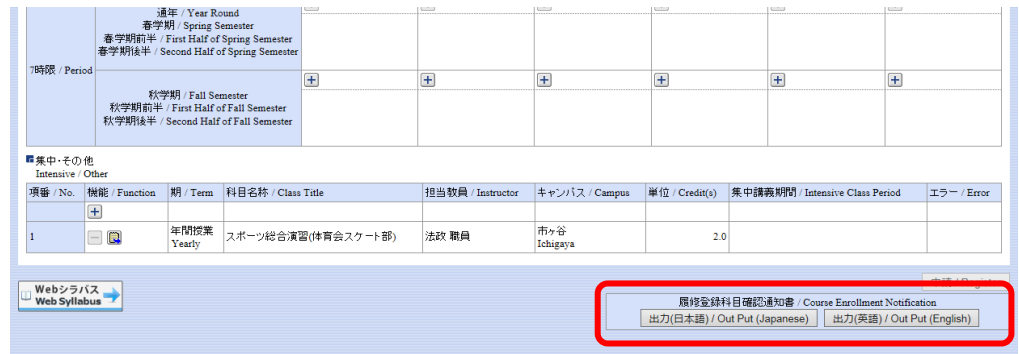 通年 / Year Round
春学期 / Spring Semester
春学期前半 / First Half of Spring Semester
春学期後半 / Second Half of Spring Semester
7時限 / Period
秋学期 / Fall Semester
秋学期前半 / First Half of Fall Semester
秋学期後半 / Second Half of Fall Semester
集中・その他
Intensive / Other
項番 / No. 機能 / Function 期 / Term 科目名称 / Class Title 担当教員 / Instructor キャンパス / Campus 単位 / Credit(s) 集中講義期間 / Intensive Class Period エラー / Error
1 年間授業 スポーツ総合演習(体育会スケート部) 法政 職員 市ヶ谷 2.0
Yearly Ichigaya
申請 / Register
Webシラバス
Web Syllabus
履修登録科目確認通知書 / Course Enrollment Notification
出力(日本語) / Out Put (Japanese) 出力(英語) / Out Put (English)